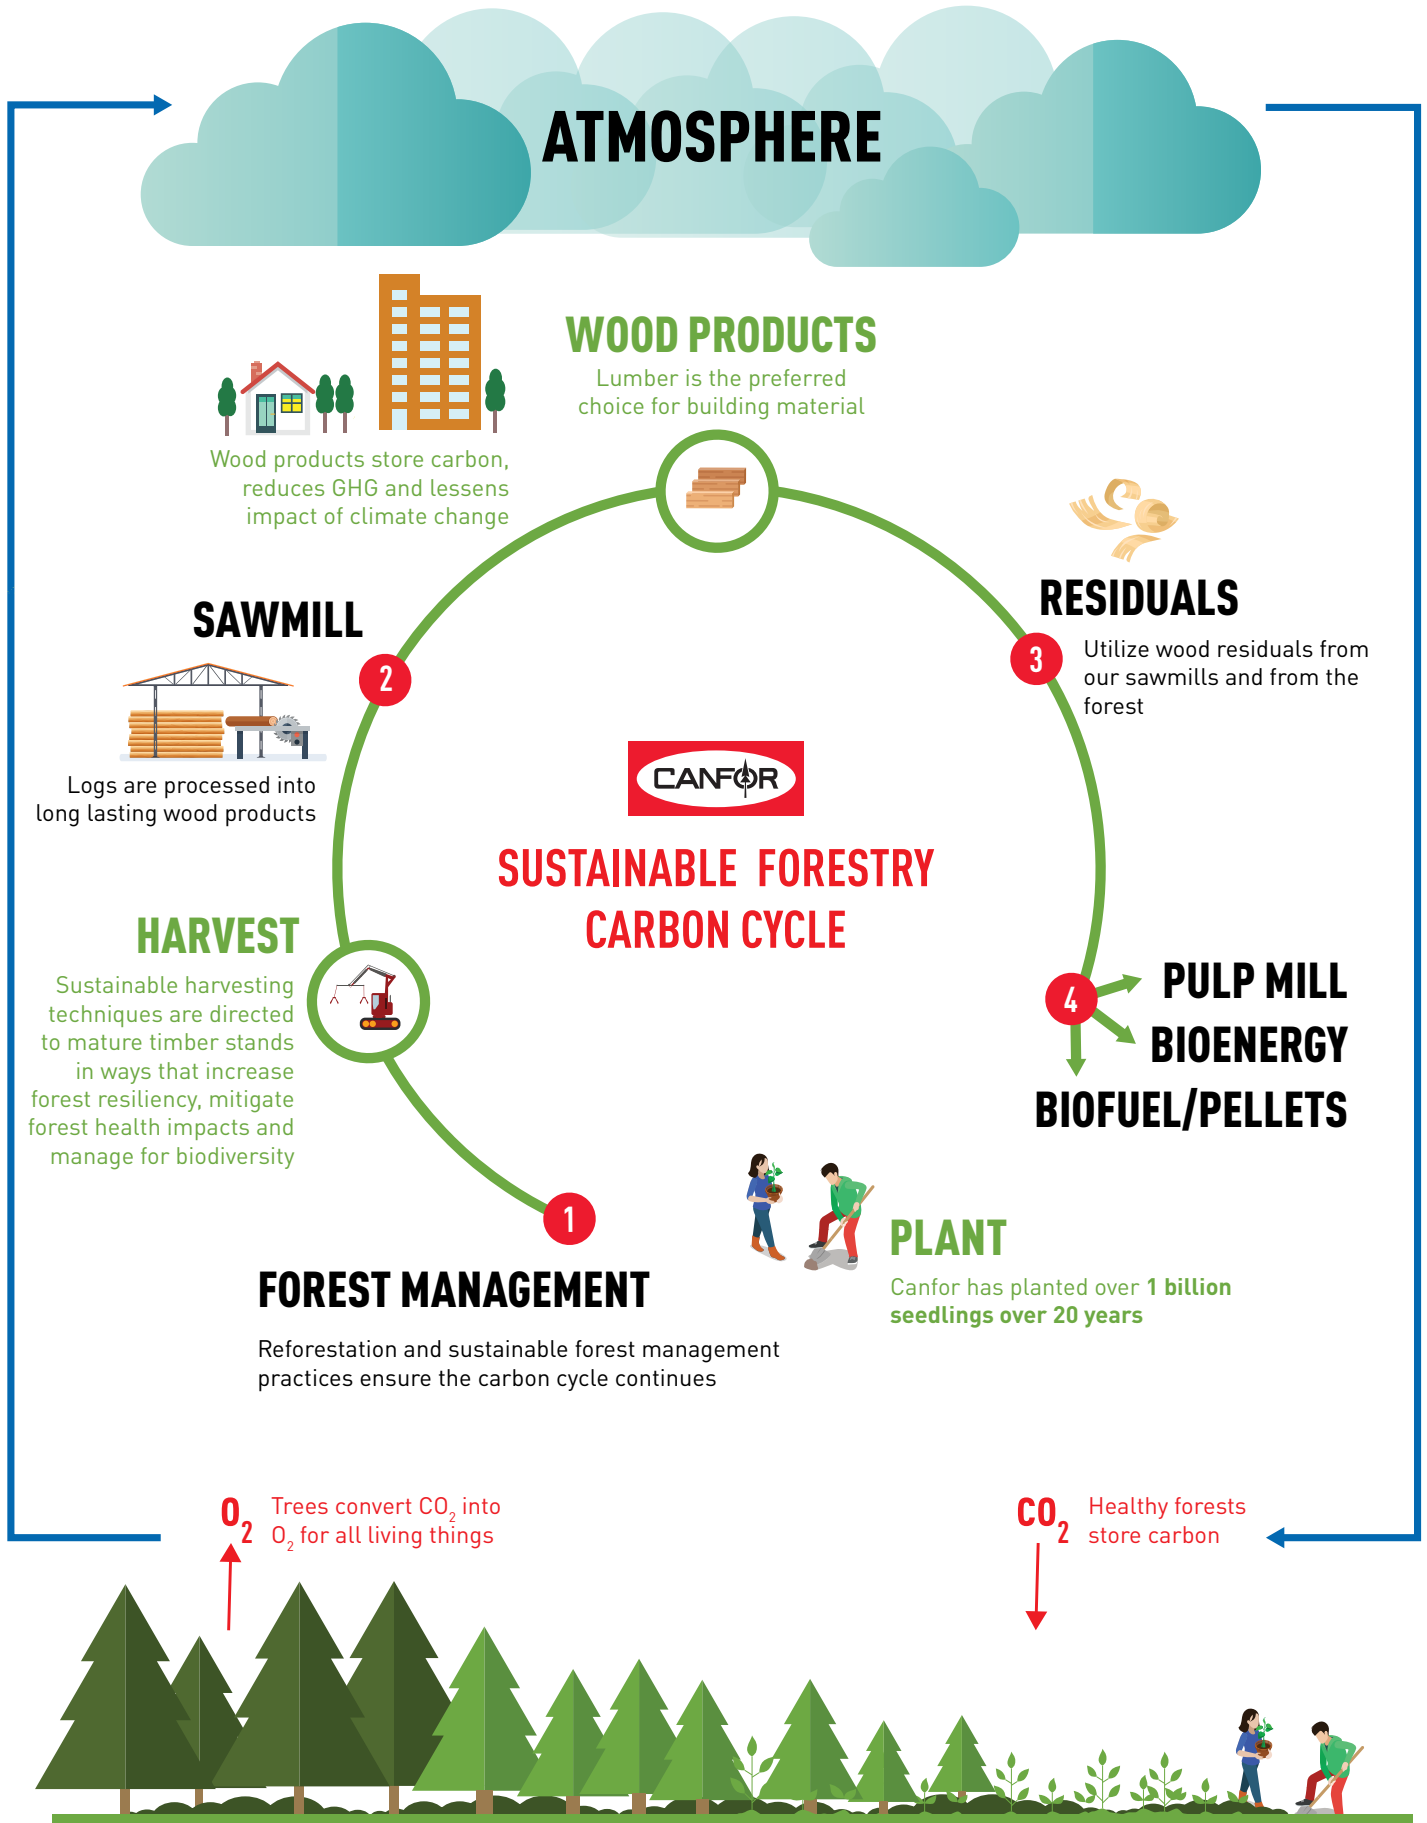 ATMOSPHERE
WOOD PRODUCTS
Lumber is the preferred
choice for building material
Wood products store carbon,
reduces GHG and lessens
impact of climate change
RESIDUALS
Utilize wood residuals from
our sawmills and from the
forest
3
SAWMILL
2
Logs are processed into
long lasting wood products
CANFOR
SUSTAINABLE FORESTRY
CARBON CYCLE
HARVEST
Sustainable harvesting
techniques are directed
to mature timber stands
in ways that increase
forest resiliency, mitigate
forest health impacts and
manage for biodiversity
4
PULP MILL
BIOENERGY
BIOFUEL/PELLETS
1
FOREST MANAGEMENT
Reforestation and sustainable forest management
practices ensure the carbon cycle continues
PLANT
Canfor has planted over 1 billion
seedlings over 20 years
O₂
Trees convert CO₂ into
O₂ for all living things
CO₂
Healthy forests
store carbon